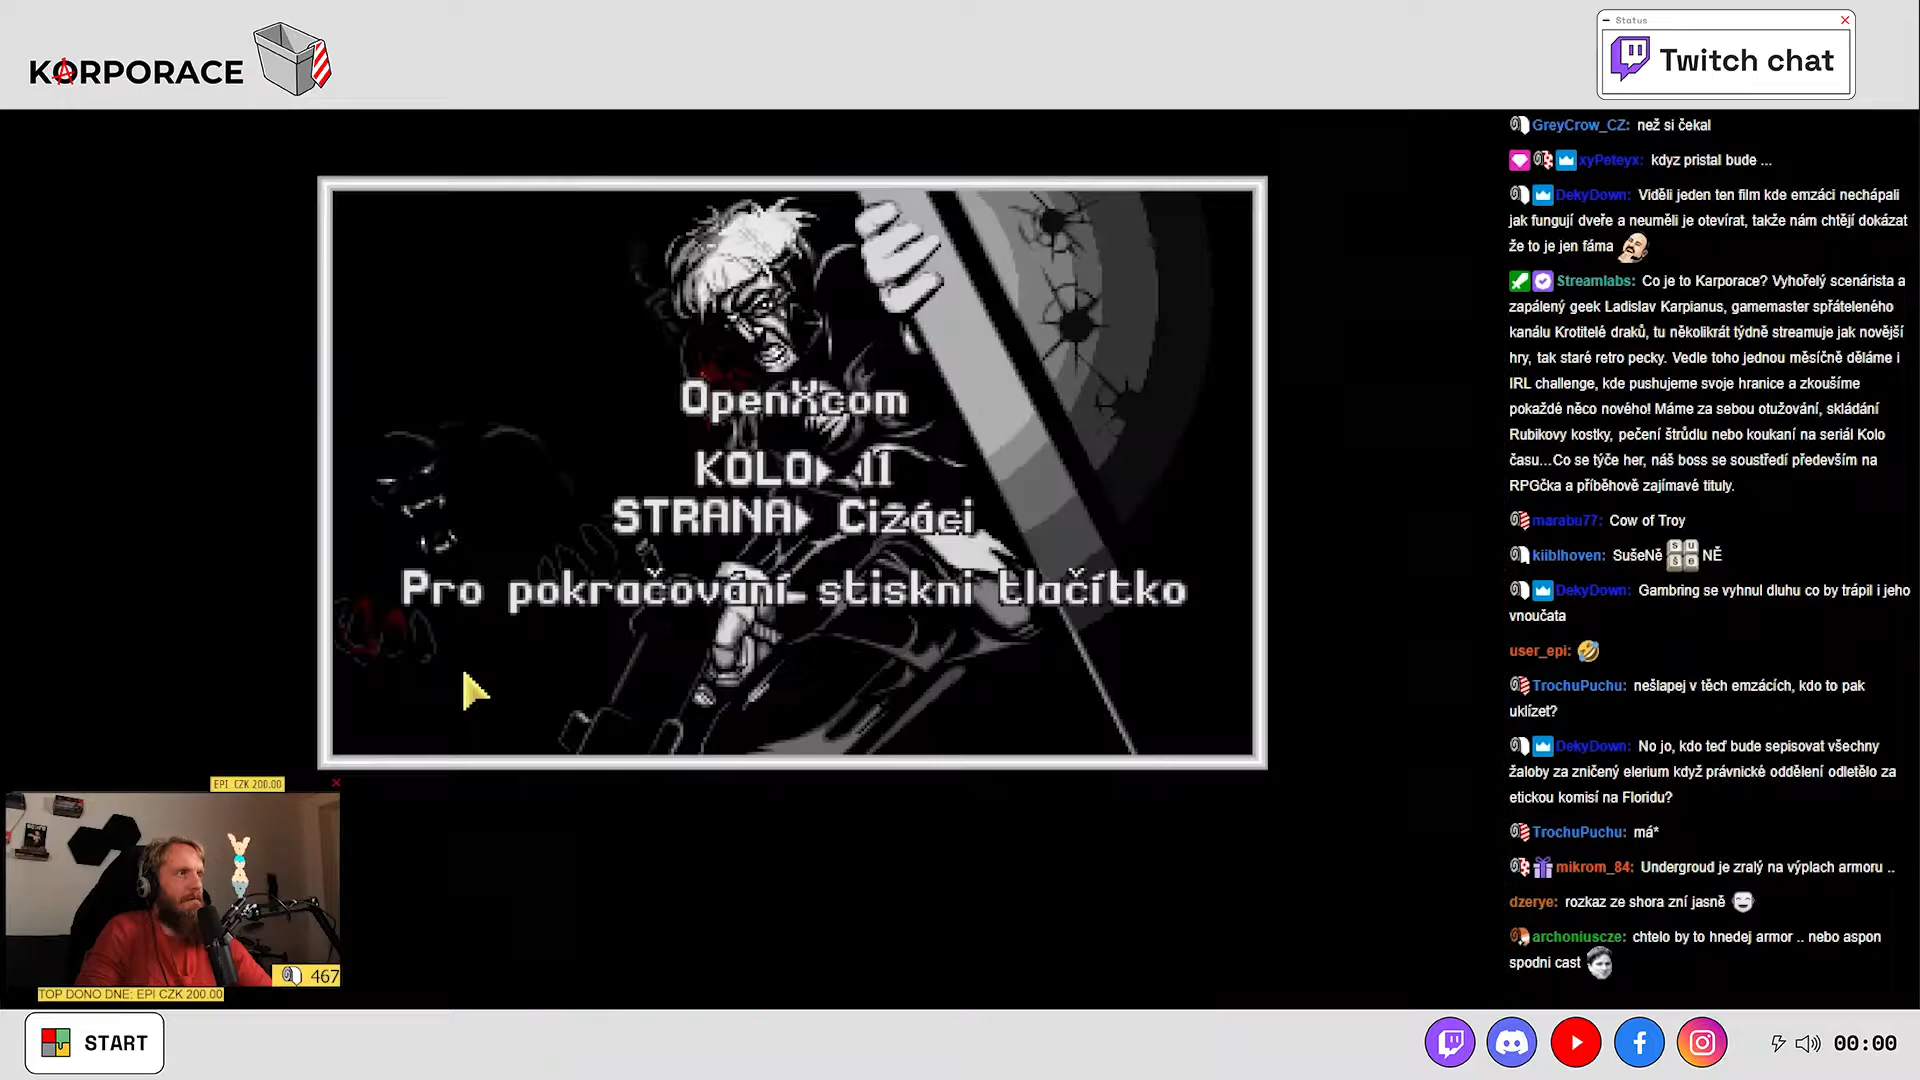 KARPORACE
Status
Twitch chat
GreyCrow_CZ: než si čekal
xyPeteyx: kdyz pristal bude ...
DekyDown: Viděli jeden ten film kde emzáci nechápali
jak fungují dveře a neuměli je otevírat, takže nám chtějí dokázat
že to je jen fáma
Streamlabs: Co je to Karporace? Vyhořelý scenárista a
zapálený geek Ladislav Karpianus, gamemaster spřáteleného
kanálu Krotitelé draků, tu několikrát týdně streamuje jak novější
hry, tak staré retro pecky. Vedle toho jednou měsíčně děláme i
IRL challenge, kde pushujeme svoje hranice a zkoušíme
pokaždé něco nového! Máme za sebou otužování, skládání
Rubikovy kostky, pečení štrůdlu nebo koukaní na seriál Kolo
času...Co se týče her, náš boss se soustředí především na
RPGčka a příběhově zajímavé tituly.
marabu77: Cow of Troy
kiiblhoven: SušeNě SU ŠE NĚ
DekyDown: Gambring se vyhnul dluhu co by trápil i jeho
vnoučata
user_epi:
TrochuPuchu: nešlapej v těch emzácích, kdo to pak
uklízet?
DekyDown: No jo, kdo teď bude sepisovat všechny
žaloby za zničený elerium když právnické oddělení odletělo za
etickou komisí na Floridu?
TrochuPuchu: má*
mikrom_84: Undergroud je zralý na výplach armoru ..
dzerye: rozkaz ze shora zní jasně
archoniuscze: chtelo by to hnedej armor .. nebo aspon
spodni cast
OpenXcom
KOLO▶ 11
STRANA▶ Cizáci
Pro pokračování stiskni tlačítko
EPI CZK 200.00
467
TOP DONO DNE: EPI CZK 200.00
START
00:00